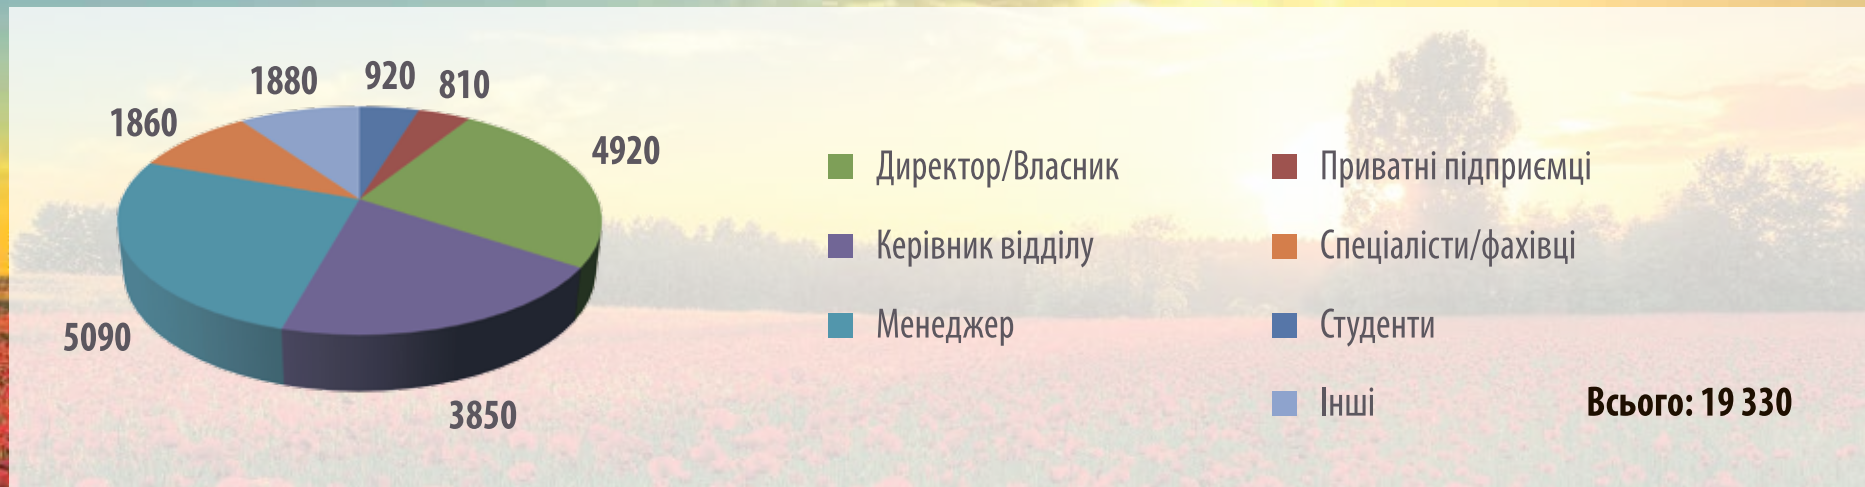 920
810
4920
3850
5090
1860
1880
Директор/Власник
Керівник відділу
Менеджер
Приватні підприємці
Спеціалісти/фахівці
Студенти
Інші
Всього: 19 330